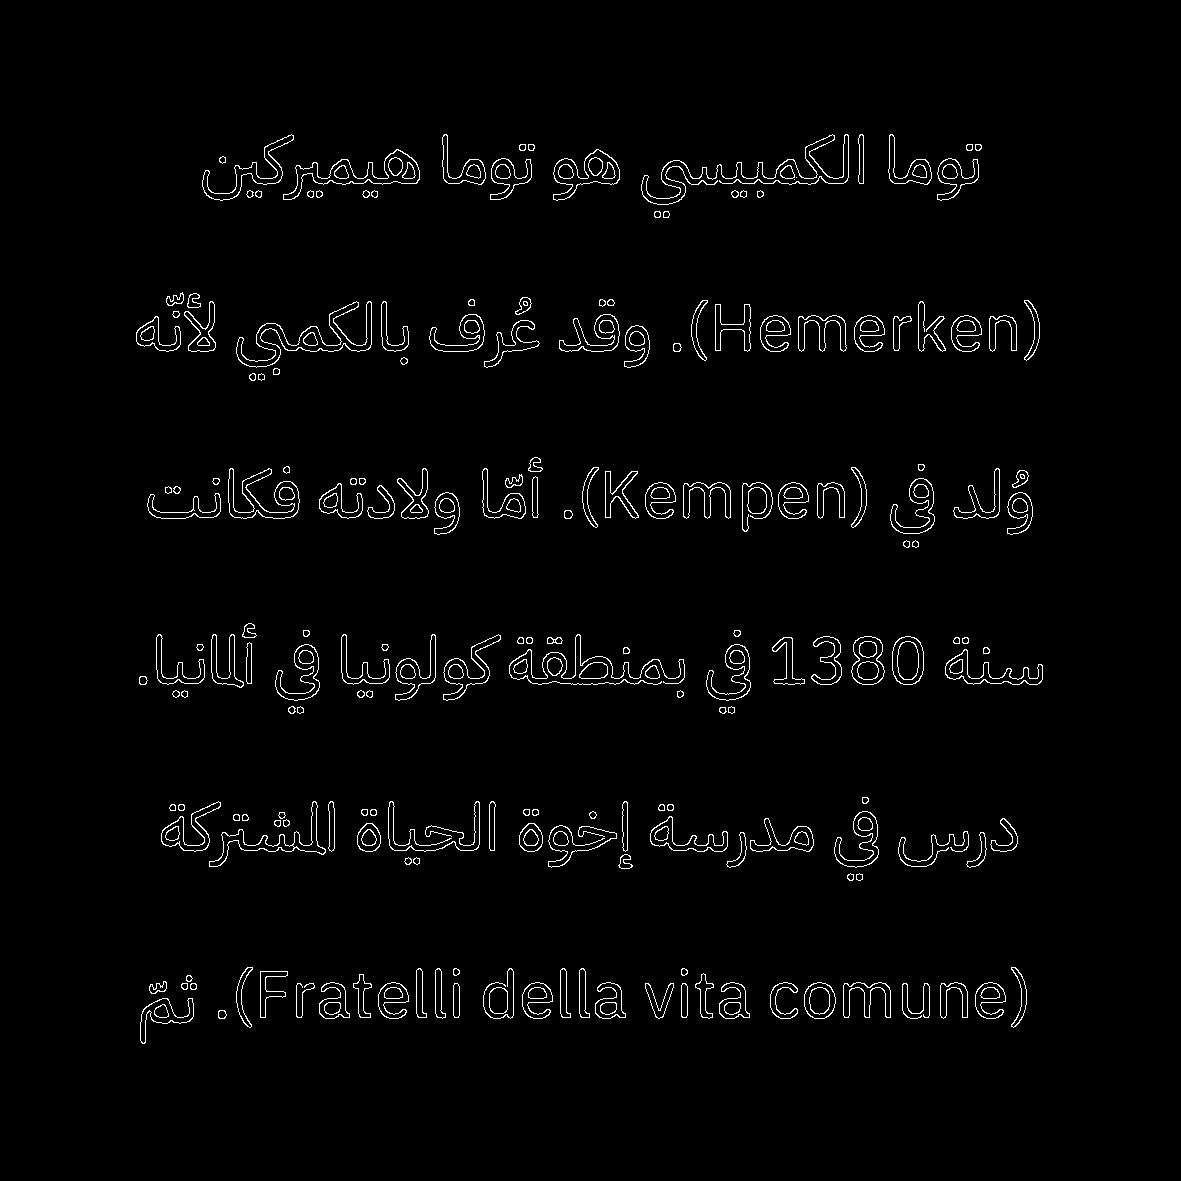 توما الكمبيسي هو توما هيميركين
(Hemerken). وقد عُرف بالكمبي لأنّه
وُلد في (Kempen). أمّا ولادته فكانت
سنة 1380 في بمنطقة كولونيا في ألمانيا.
درس في مدرسة إخوة الحياة المشتركة
(Fratelli della vita comune). ثمّ